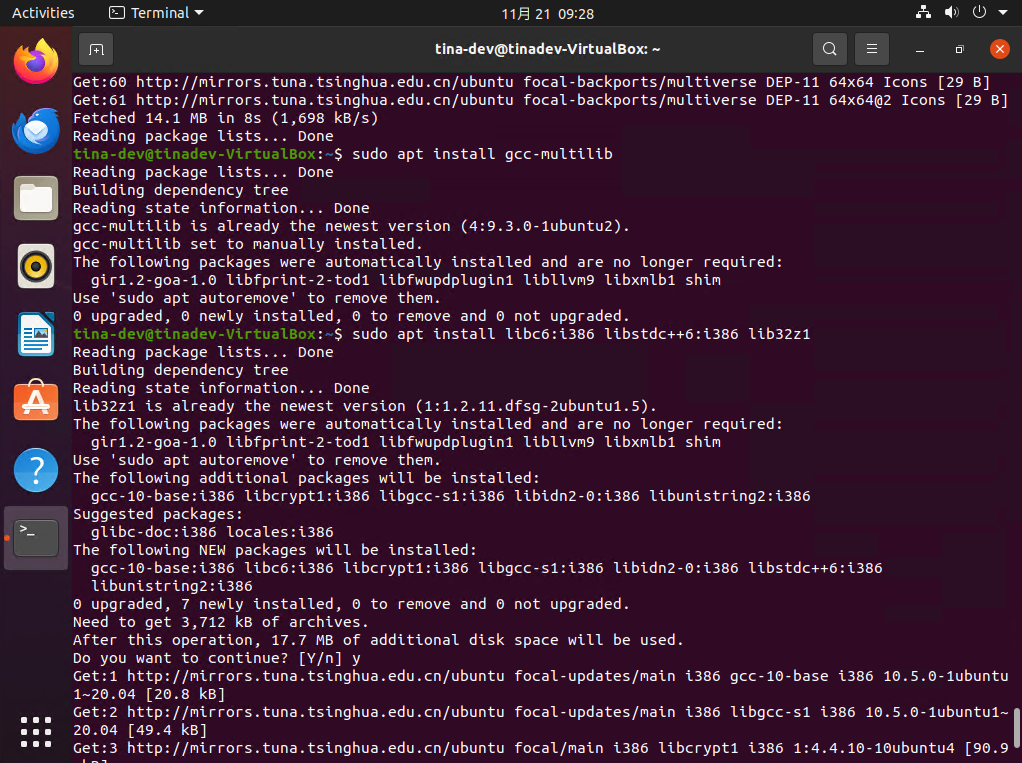 Activities
Terminal
11月 21 09:28
tina-dev@tinadev-VirtualBox: ~
Get:60 http://mirrors.tuna.tsinghua.edu.cn/ubuntu focal-backports/multiverse DEP-11 64x64 Icons [29 B]
Get:61 http://mirrors.tuna.tsinghua.edu.cn/ubuntu focal-backports/multiverse DEP-11 64x64@2 Icons [29 B]
Fetched 14.1 MB in 8s (1,698 kB/s)
Reading package lists... Done
tina-dev@tinadev-VirtualBox:~$ sudo apt install gcc-multilib
Reading package lists... Done
Building dependency tree
Reading state information... Done
gcc-multilib is already the newest version (4:9.3.0-1ubuntu2).
gcc-multilib set to manually installed.
The following packages were automatically installed and are no longer required:
  gir1.2-goa-1.0 libfprint-2-tod1 libfwupdplugin1 libllvm9 libxmlb1 shim
Use 'sudo apt autoremove' to remove them.
0 upgraded, 0 newly installed, 0 to remove and 0 not upgraded.
tina-dev@tinadev-VirtualBox:~$ sudo apt install libc6:i386 libstdc++6:i386 lib32z1
Reading package lists... Done
Building dependency tree
Reading state information... Done
lib32z1 is already the newest version (1:1.2.11.dfsg-2ubuntu1.5).
The following packages were automatically installed and are no longer required:
  gir1.2-goa-1.0 libfprint-2-tod1 libfwupdplugin1 libllvm9 libxmlb1 shim
Use 'sudo apt autoremove' to remove them.
The following additional packages will be installed:
  gcc-10-base:i386 libcrypt1:i386 libgcc-s1:i386 libidn2-0:i386 libunistring2:i386
Suggested packages:
  glibc-doc:i386 locales:i386
The following NEW packages will be installed:
  gcc-10-base:i386 libc6:i386 libcrypt1:i386 libgcc-s1:i386 libidn2-0:i386 libstdc++6:i386
  libunistring2:i386
0 upgraded, 7 newly installed, 0 to remove and 0 not upgraded.
Need to get 3,712 kB of archives.
After this operation, 17.7 MB of additional disk space will be used.
Do you want to continue? [Y/n] y
Get:1 http://mirrors.tuna.tsinghua.edu.cn/ubuntu focal-updates/main i386 gcc-10-base i386 10.5.0-1ubuntu
1~20.04 [20.8 kB]
Get:2 http://mirrors.tuna.tsinghua.edu.cn/ubuntu focal-updates/main i386 libgcc-s1 i386 10.5.0-1ubuntu1~
20.04 [49.4 kB]
Get:3 http://mirrors.tuna.tsinghua.edu.cn/ubuntu focal/main i386 libcrypt1 i386 1:4.4.10-10ubuntu4 [90.9